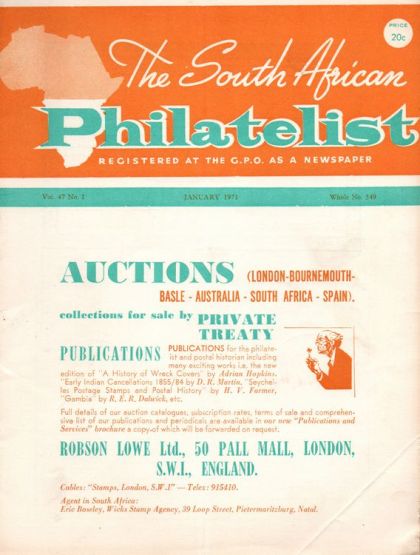 PRICE
20c
The South African
Philatelist
REGISTERED AT THE G.P.O. AS A NEWSPAPER
Vol. 47 No. 1 JANUARY 1971 Whole No. 549
AUCTIONS (LONDON-BOURNEMOUTH-
BASLE - AUSTRALIA - SOUTH AFRICA - SPAIN).
collections for sale by PRIVATE
TREATY
PUBLICATIONS PUBLICATIONS for the philate-
ist and postal historian including
many exciting works i.e. the new
edition of "A History of Wreck Covers" by Adrian Hopkins,
"Early Indian Cancellations 1855/84 by D. R. Martin, "Seychel-
les Postage Stamps and Postal History" by H. V. Farmer,
"Gambia" by R. E. R. Dalwick, etc.
Full details of our auction catalogues, subscription rates, terms of sale and comprehen-
sive list of our publications and periodicals are available in our new "Publications and
Services" brochure a copy of which will be forwarded on request.
ROBSON LOWE Ltd., 50 PALL MALL, LONDON,
S.W.1., ENGLAND.
Cables: "Stamps, London, S.W.1" — Telex: 915410.
Agent in South Africa:
Eric Boseley, Wicks Stamp Agency, 39 Loop Street, Pietermaritzburg, Natal.